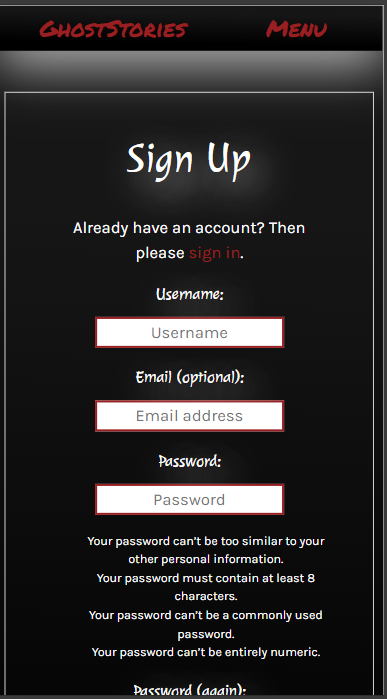 GhostStories Menu
Sign Up
Already have an account? Then
please sign in.
Username:
Username
Email (optional):
Email address
Password:
Password
Your password can't be too similar to your
other personal information.
Your password must contain at least 8
characters.
Your password can't be a commonly used
password.
Your password can't be entirely numeric.
Password (again):